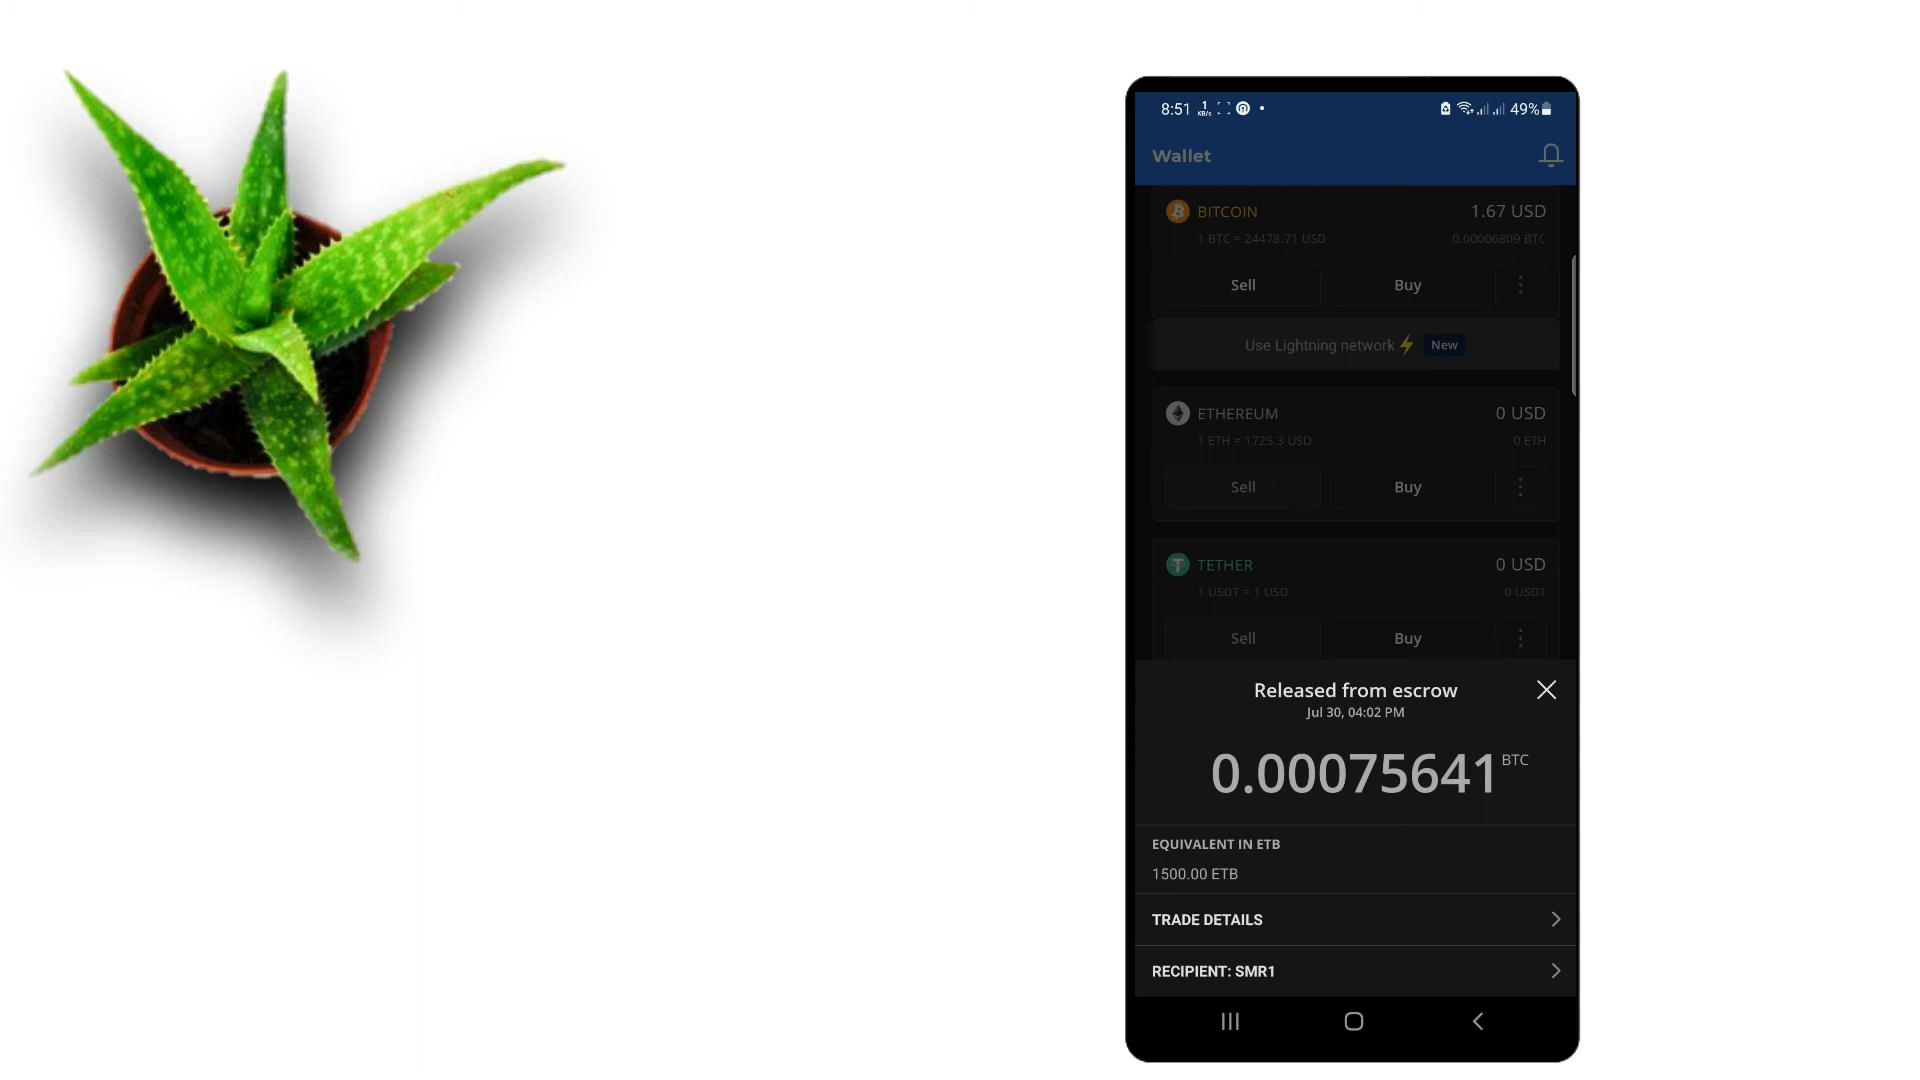 8:51 1 KB/s 49%
Wallet
BITCOIN 1.67 USD
1 BTC = 24478.71 USD 0.00006809 BTC
Sell Buy
Use Lightning network New
ETHEREUM 0 USD
1 ETH = 1725.3 USD 0 ETH
Sell Buy
TETHER 0 USD
1 USDT = 1 USD 0 USDT
Sell Buy
Released from escrow
Jul 30, 04:02 PM
0.00075641 BTC
EQUIVALENT IN ETB
1500.00 ETB
TRADE DETAILS
RECIPIENT: SMR1